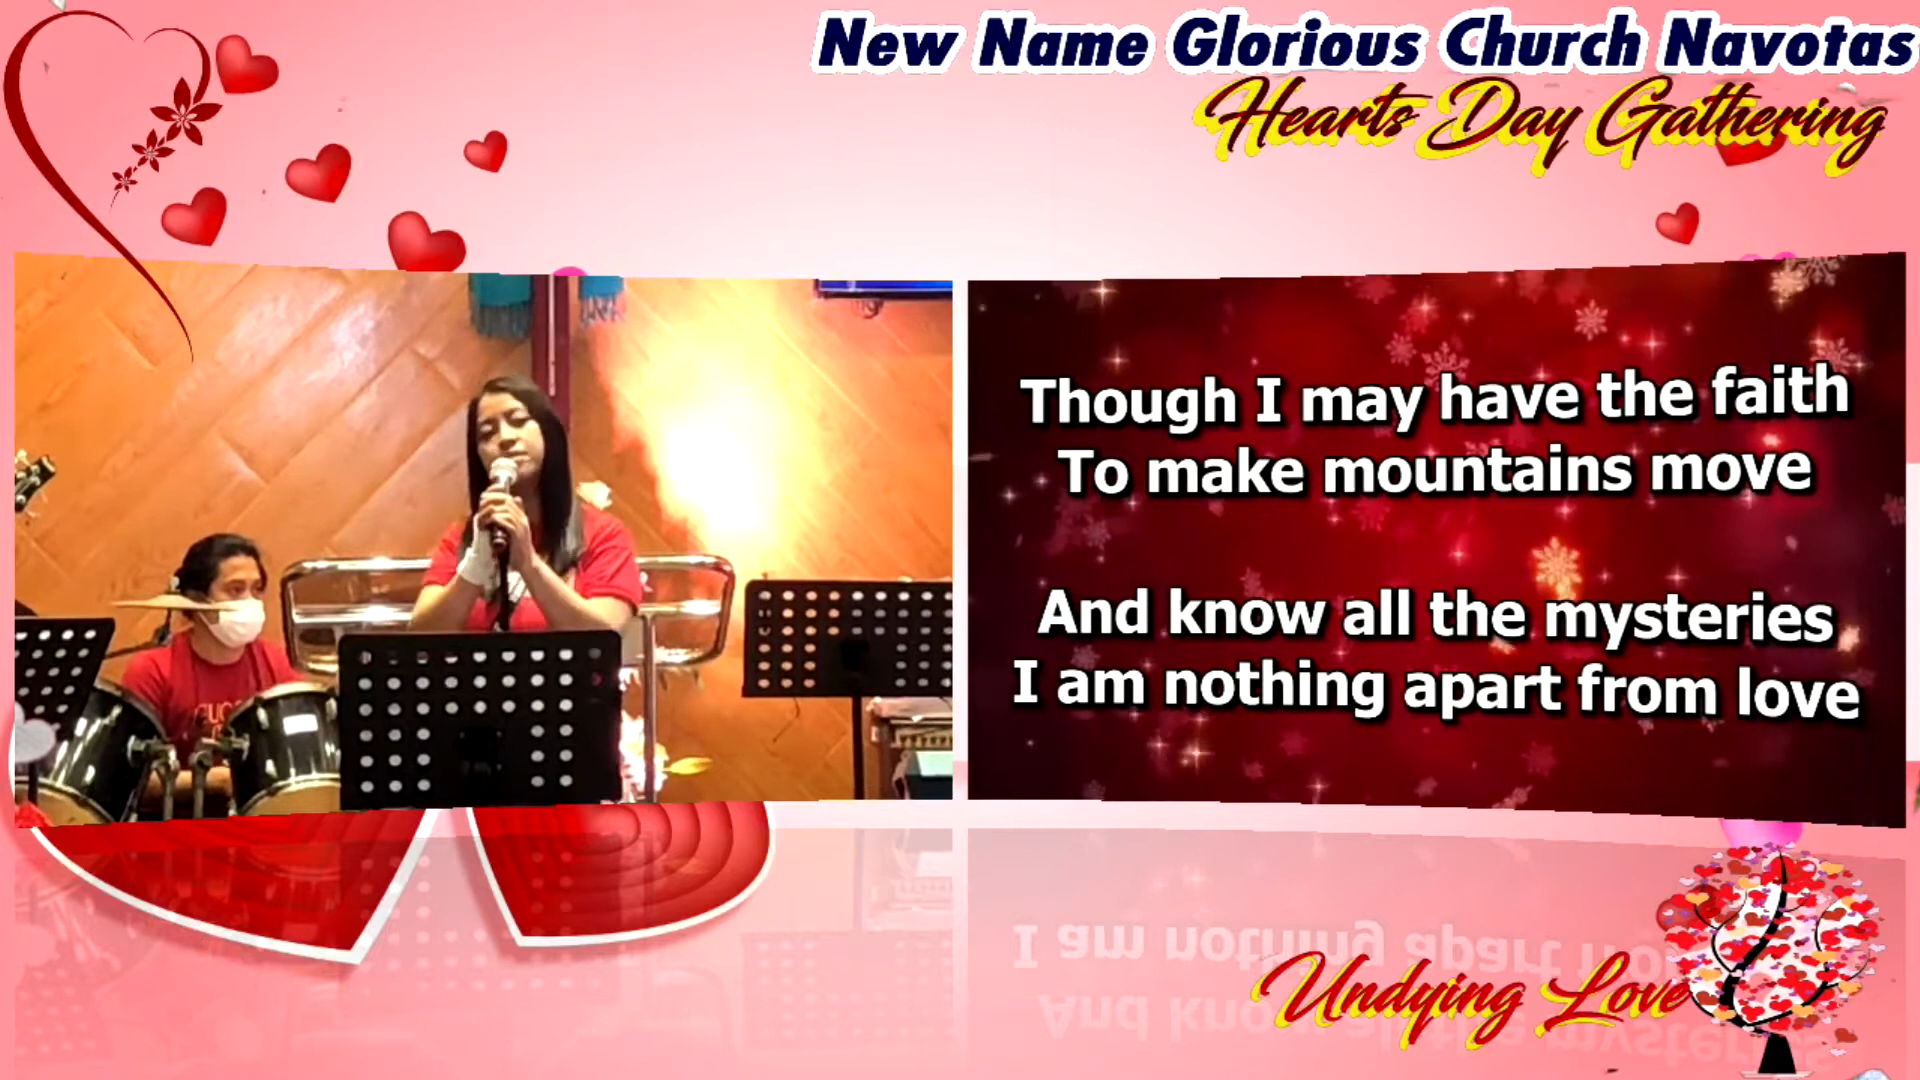 New Name Glorious Church Navotas
Hearts Day Gathering
Though I may have the faith
To make mountains move
And know all the mysteries
I am nothing apart from love
Undying Love